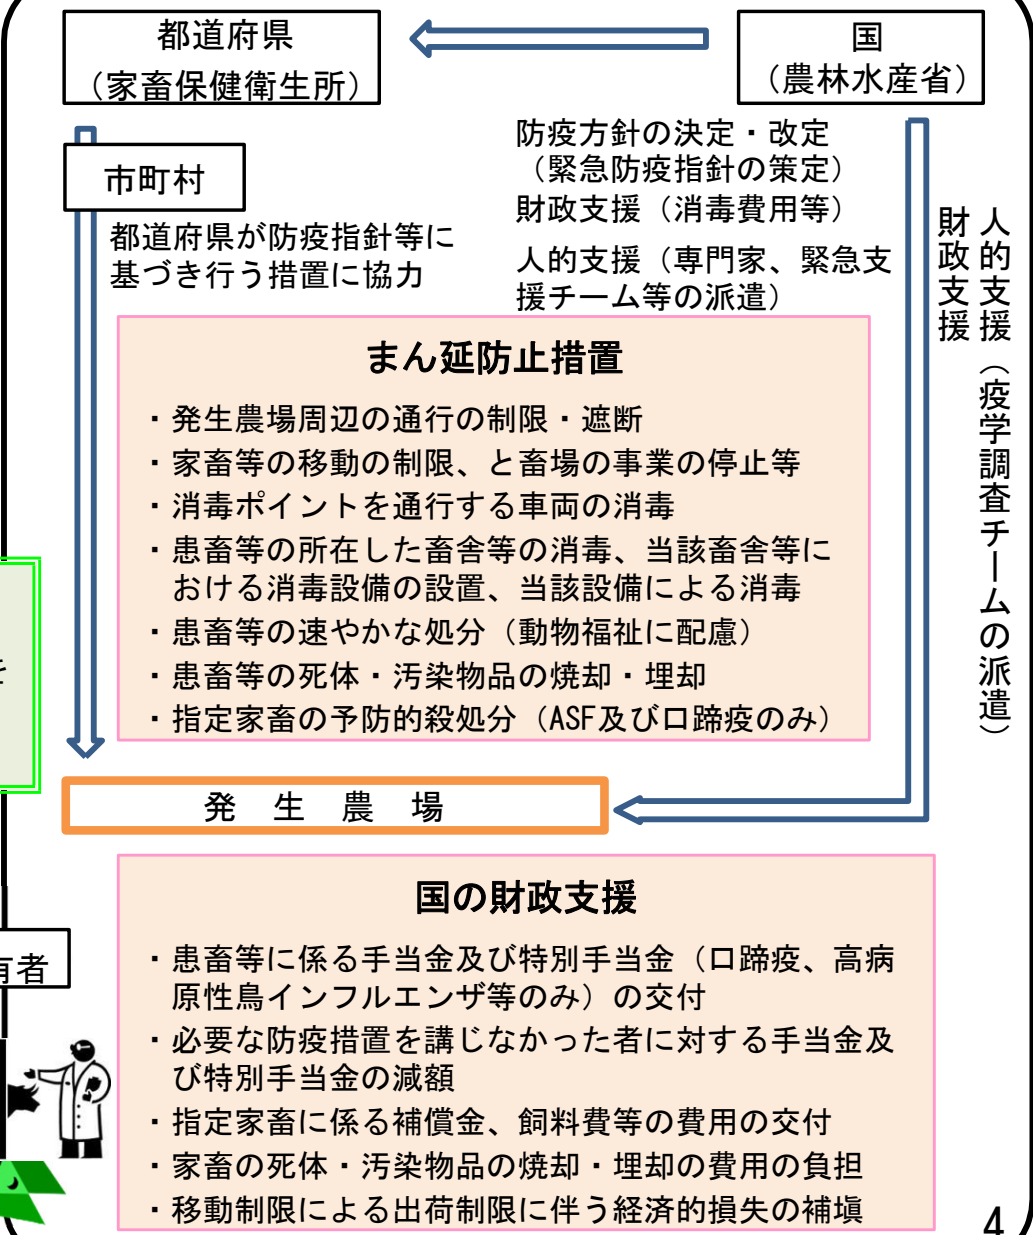 都道府県
（家畜保健衛生所）
国
（農林水産省）
市町村
都道府県が防疫指針等に
基づき行う措置に協力
防疫方針の決定・改定
（緊急防疫指針の策定）
財政支援（消毒費用等）
人的支援（専門家、緊急支
援チーム等の派遣）
人的支援（疫学調査チームの派遣）
財政支援
まん延防止措置
・発生農場周辺の通行の制限・遮断
・家畜等の移動の制限、と畜場の事業の停止等
・消毒ポイントを通行する車両の消毒
・患畜等の所在した畜舎等の消毒、当該畜舎等に
おける消毒設備の設置、当該設備による消毒
・患畜等の速やかな処分（動物福祉に配慮）
・患畜等の死体・汚染物品の焼却・埋却
・指定家畜の予防的殺処分（ASF及び口蹄疫のみ）
発生農場
有者
国の財政支援
・患畜等に係る手当金及び特別手当金（口蹄疫、高病
原性鳥インフルエンザ等のみ）の交付
・必要な防疫措置を講じなかった者に対する手当金及
び特別手当金の減額
・指定家畜に係る補償金、飼料費等の費用の交付
・家畜の死体・汚染物品の焼却・埋却の費用の負担
・移動制限による出荷制限に伴う経済的損失の補塡
4